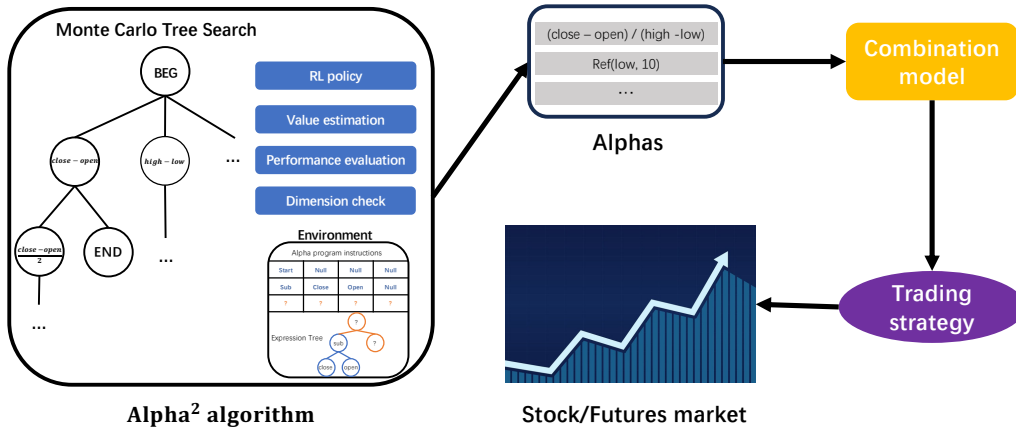 Monte Carlo Tree Search
BEG
close − open
high − low
...
close − open
2
END
...
...
RL policy
Value estimation
Performance evaluation
Dimension check
Environment
Alpha program instructions
Start Null Null Null
Sub Close Open Null
? ? ? ?
Expression Tree
?
sub
?
close
open
Alpha² algorithm
(close – open) / (high -low)
Ref(low, 10)
...
Alphas
Combination
model
Trading
strategy
Stock/Futures market